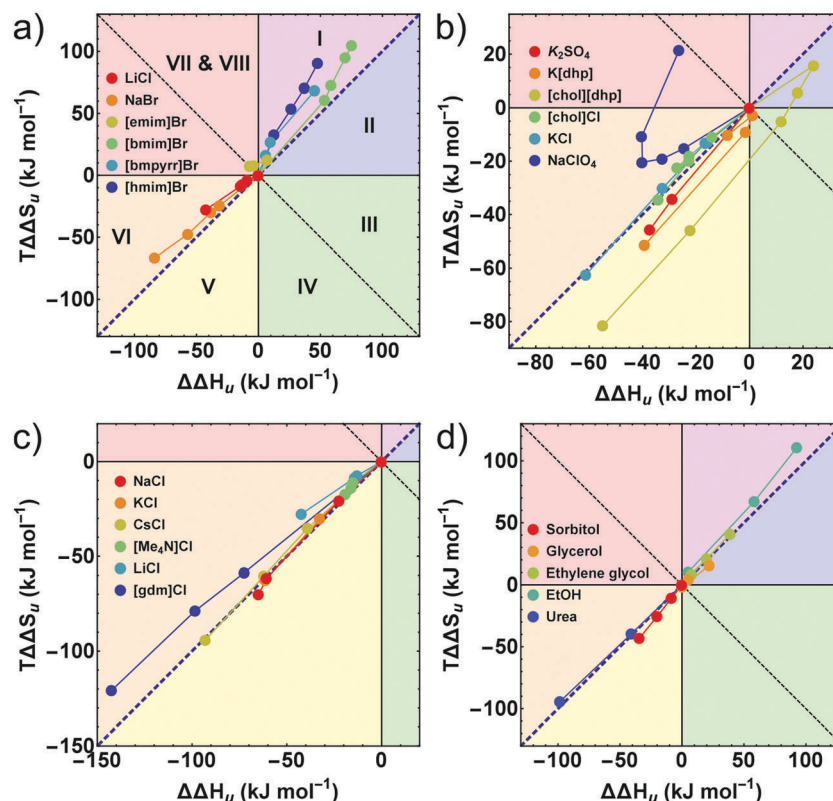 a)
100
50
0
−50
−100
TΔΔSᵤ (kJ mol⁻¹)
VII & VIII
I
II
III
IV
V
VI
LiCl
NaBr
[emim]Br
[bmim]Br
[bmpyrr]Br
[hmim]Br
−100 −50 0 50 100
ΔΔHᵤ (kJ mol⁻¹)
b)
20
0
−20
−40
−60
−80
TΔΔSᵤ (kJ mol⁻¹)
K₂SO₄
K[dhp]
[chol][dhp]
[chol]Cl
KCl
NaClO₄
−80 −60 −40 −20 0 20
ΔΔHᵤ (kJ mol⁻¹)
c)
0
−50
−100
−150
TΔΔSᵤ (kJ mol⁻¹)
NaCl
KCl
CsCl
[Me₄N]Cl
LiCl
[gdm]Cl
−150 −100 −50 0
ΔΔHᵤ (kJ mol⁻¹)
d)
100
50
0
−50
−100
TΔΔSᵤ (kJ mol⁻¹)
Sorbitol
Glycerol
Ethylene glycol
EtOH
Urea
−100 −50 0 50 100
ΔΔHᵤ (kJ mol⁻¹)